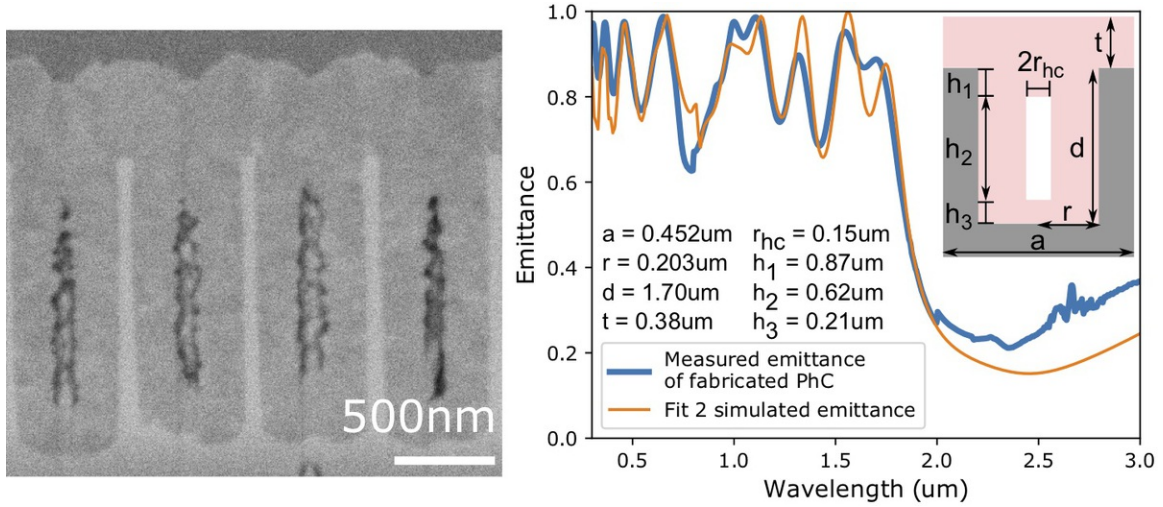 500nm
Emittance
1.0
0.8
0.6
0.4
0.2
0.0
0.5 1.0 1.5 2.0 2.5 3.0
Wavelength (um)
a = 0.452um r_hc = 0.15um
r = 0.203um h_1 = 0.87um
d = 1.70um h_2 = 0.62um
t = 0.38um h_3 = 0.21um
Measured emittance
of fabricated PhC
Fit 2 simulated emittance
t
2r_hc
h_1
h_2
d
h_3
r
a